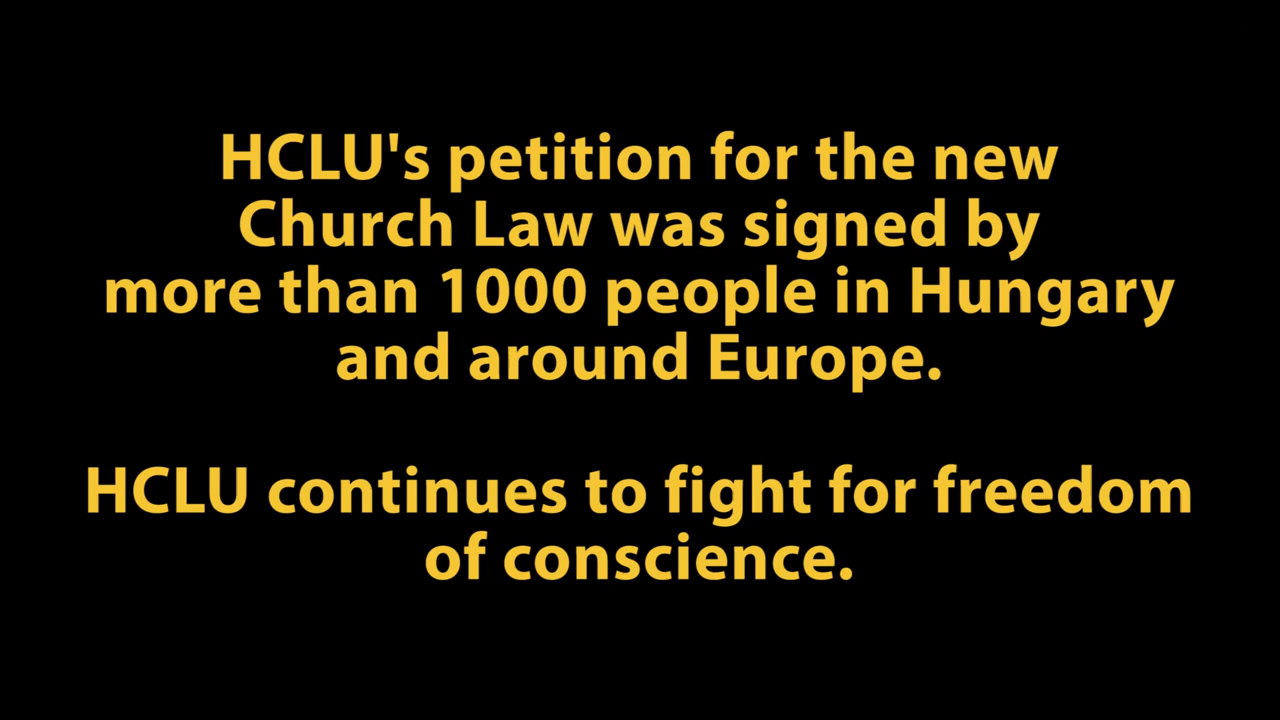 HCLU's petition for the new
Church Law was signed by
more than 1000 people in Hungary
and around Europe.
HCLU continues to fight for freedom
of conscience.